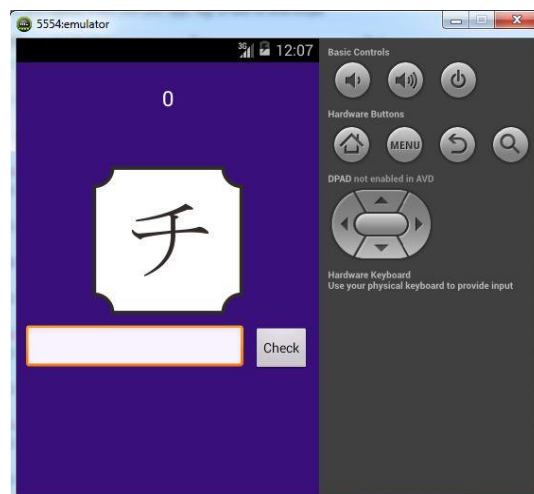 5554:emulator
3G 12:07
0
チ
Check
Basic Controls
Hardware Buttons
MENU
DPAD not enabled in AVD
Hardware Keyboard
Use your physical keyboard to provide input